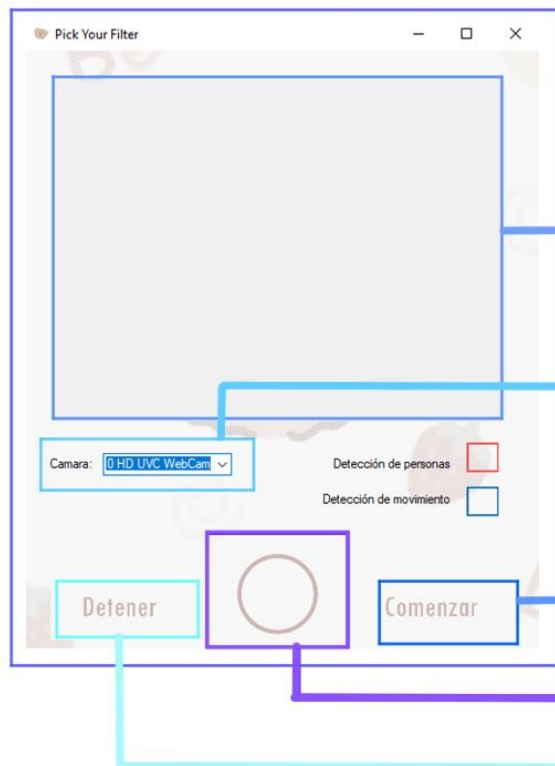 Pick Your Filter
Camara: 0 HD UVC WebCam
Detección de personas
Detección de movimiento
Detener
Comenzar